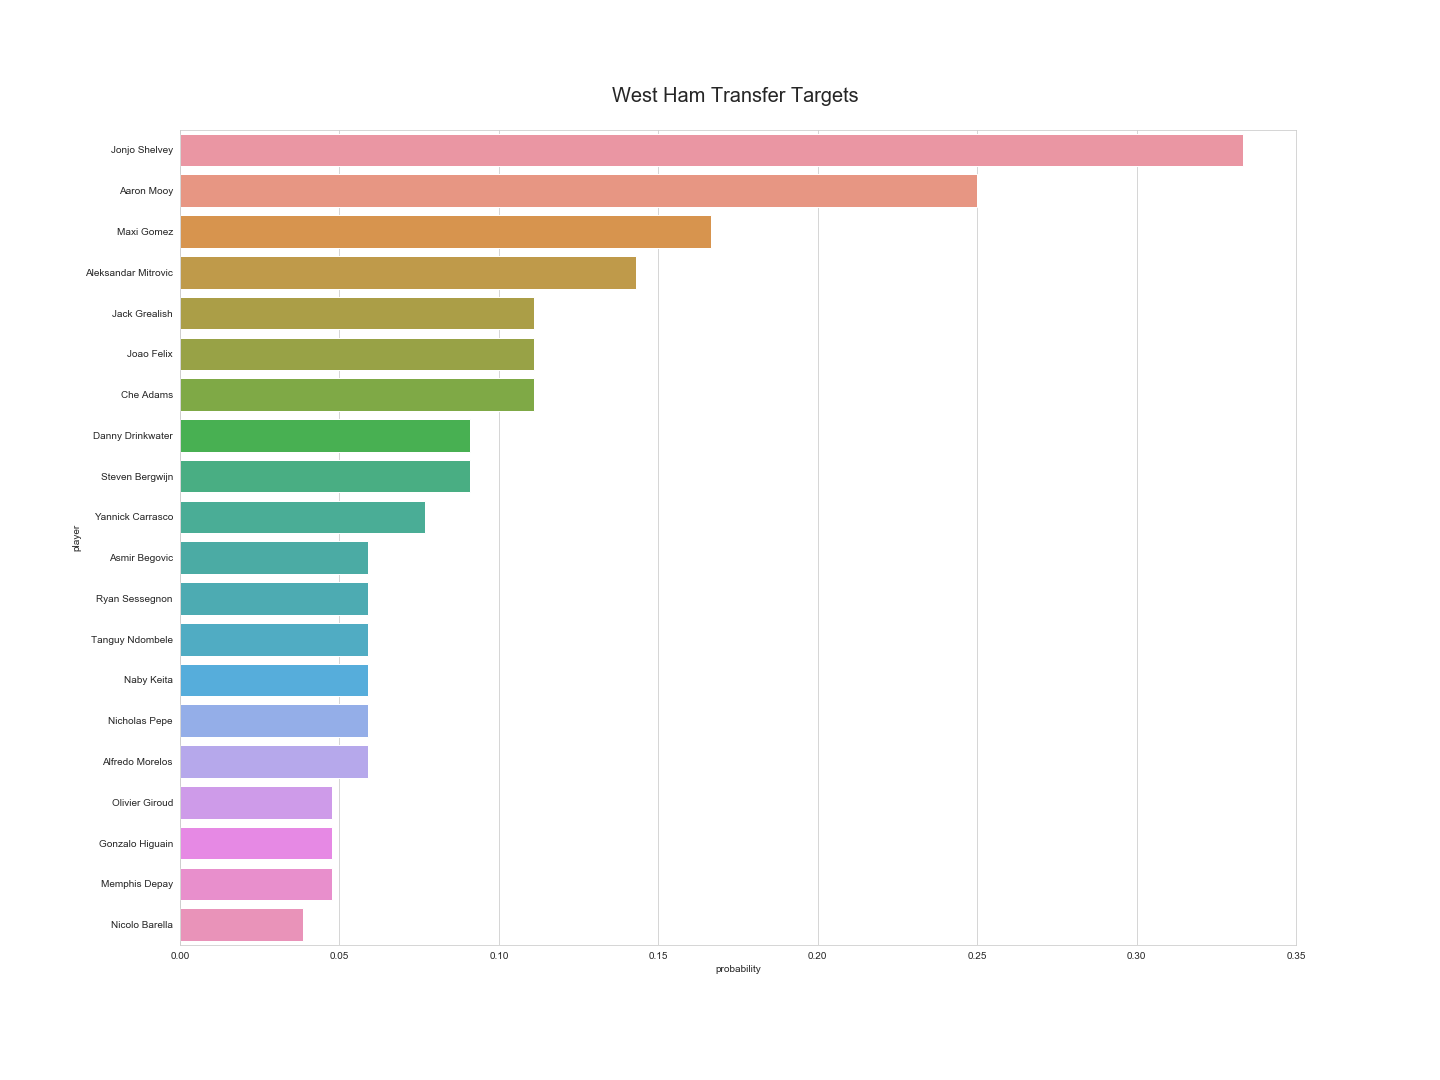 West Ham Transfer Targets
Jonjo Shelvey
Aaron Mooy
Maxi Gomez
Aleksandar Mitrovic
Jack Grealish
Joao Felix
Che Adams
Danny Drinkwater
Steven Bergwijn
Yannick Carrasco
player
Asmir Begovic
Ryan Sessegnon
Tanguy Ndombele
Naby Keita
Nicholas Pepe
Alfredo Morelos
Olivier Giroud
Gonzalo Higuain
Memphis Depay
Nicolo Barella
0.00 0.05 0.10 0.15 0.20 0.25 0.30 0.35
probability